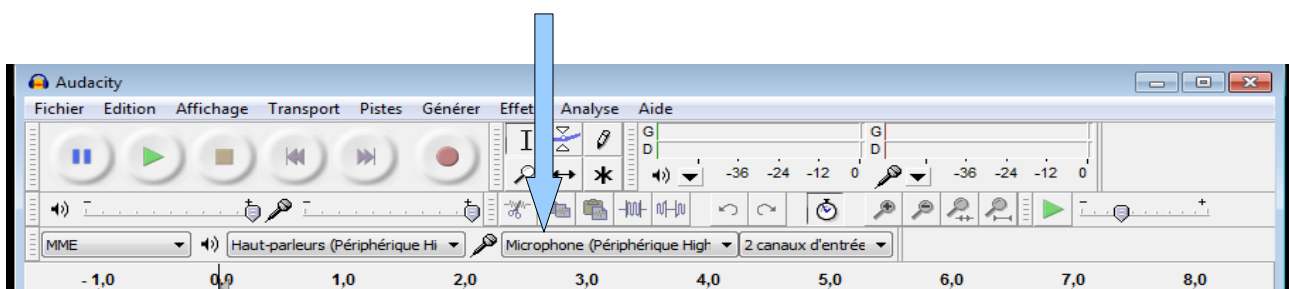 Audacity
Fichier Edition Affichage Transport Pistes Générer Effets Analyse Aide
G G
D D
-36 -24 -12 0 -36 -24 -12 0
MME Haut-parleurs (Périphérique Hi Microphone (Périphérique High 2 canaux d'entrée
- 1,0 0,0 1,0 2,0 3,0 4,0 5,0 6,0 7,0 8,0